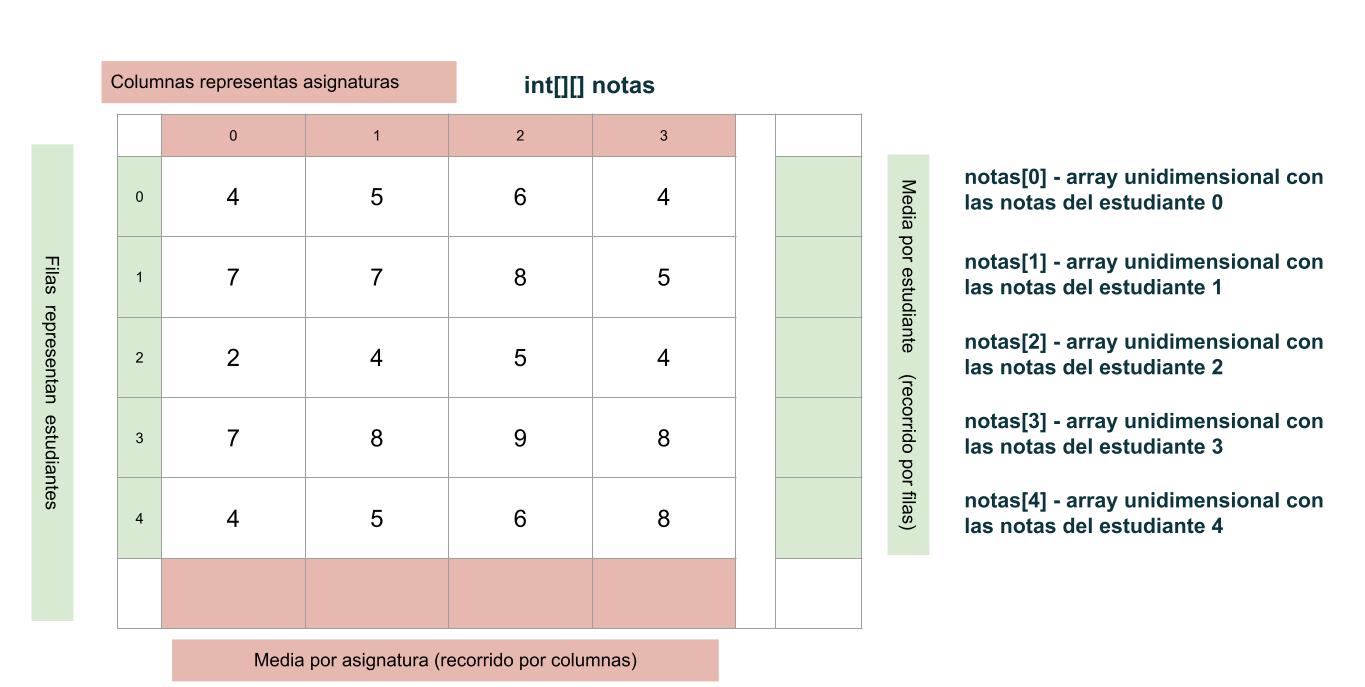 Columnas representas asignaturas
int[][] notas
0 1 2 3
0 4 5 6 4
1 7 7 8 5
2 2 4 5 4
3 7 8 9 8
4 4 5 6 8
Filas representan estudiantes
Media por estudiante (recorrido por filas)
Media por asignatura (recorrido por columnas)
notas[0] - array unidimensional con
las notas del estudiante 0
notas[1] - array unidimensional con
las notas del estudiante 1
notas[2] - array unidimensional con
las notas del estudiante 2
notas[3] - array unidimensional con
las notas del estudiante 3
notas[4] - array unidimensional con
las notas del estudiante 4